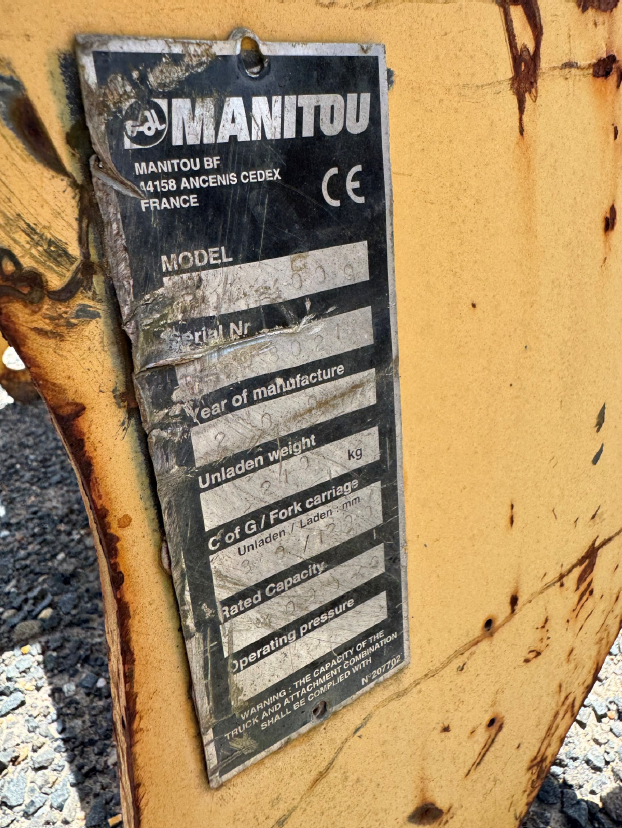 MANITOU
MANITOU BF
44158 ANCENIS CEDEX
FRANCE
CE
MODEL
Serial Nr
Year of manufacture
Unladen weight
kg
C of G / Fork carriage
Unladen / Laden : mm
Rated Capacity
Operating pressure
WARNING : THE CAPACITY OF THE
TRUCK AND ATTACHMENT COMBINATION
SHALL BE COMPLIED WITH
N°207702